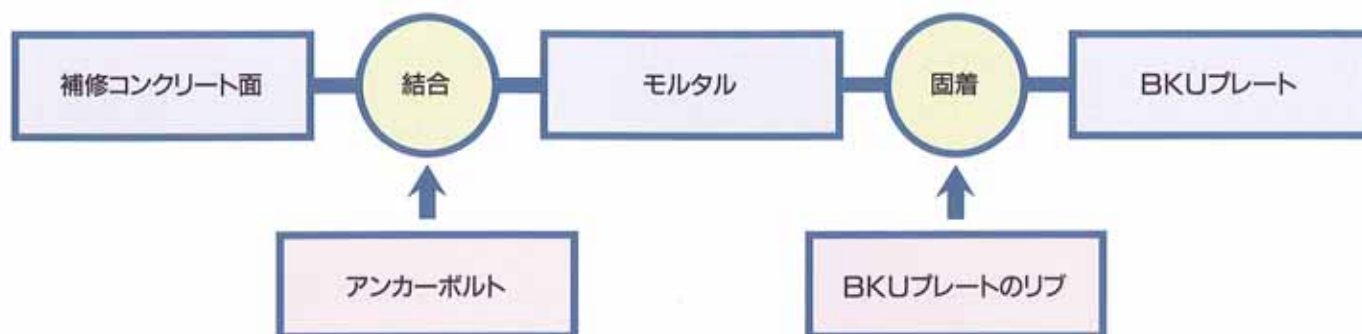 補修コンクリート面
結合
モルタル
固着
BKUプレート
アンカーボルト
BKUプレートのリブ